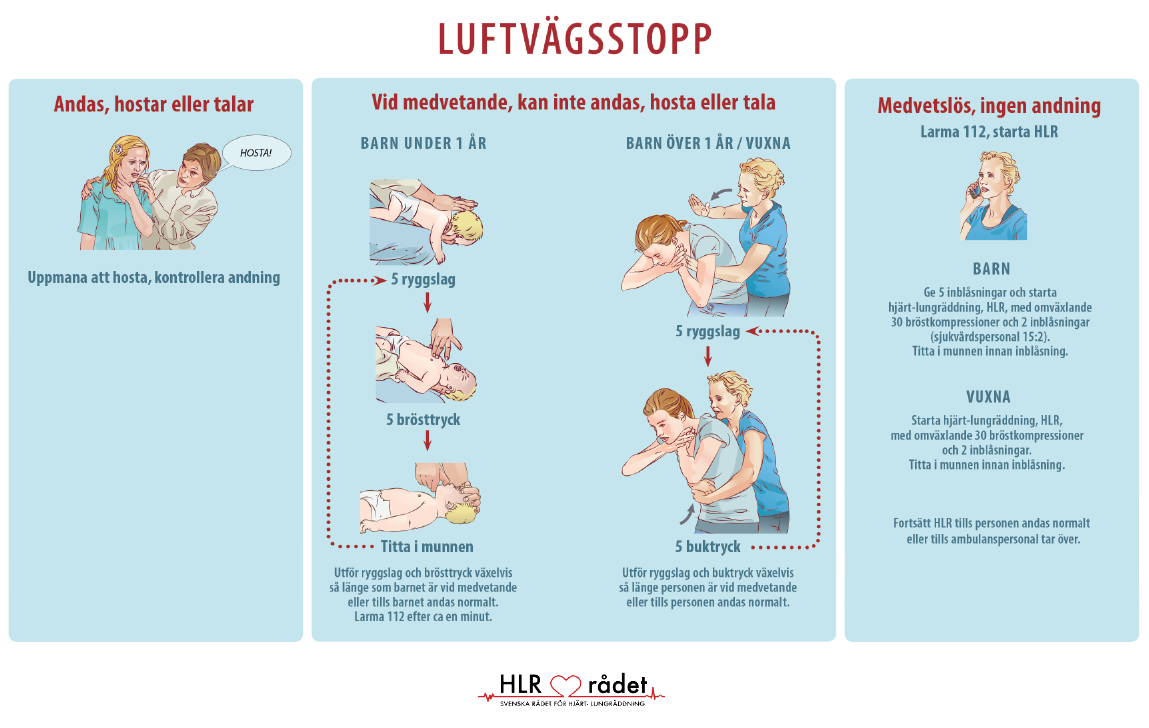 LUFTVÄGSSTOPP
Andas, hostar eller talar
HOSTA!
Uppmana att hosta, kontrollera andning
Vid medvetande, kan inte andas, hosta eller tala
BARN UNDER 1 ÅR
5 ryggslag
5 brösttryck
Titta i munnen
Utför ryggslag och brösttryck växelvis
så länge som barnet är vid medvetande
eller tills barnet andas normalt.
Larma 112 efter ca en minut.
BARN ÖVER 1 ÅR / VUXNA
5 ryggslag
5 buktryck
Utför ryggslag och buktryck växelvis
så länge personen är vid medvetande
eller tills personen andas normalt.
Medvetslös, ingen andning
Larma 112, starta HLR
BARN
Ge 5 inblåsningar och starta
hjärt-lungräddning, HLR, med omväxlande
30 bröstkompressioner och 2 inblåsningar
(sjukvårdspersonal 15:2).
Titta i munnen innan inblåsning.
VUXNA
Starta hjärt-lungräddning, HLR,
med omväxlande 30 bröstkompressioner
och 2 inblåsningar.
Titta i munnen innan inblåsning.
Fortsätt HLR tills personen andas normalt
eller tills ambulanspersonal tar över.
HLR rådet
SVENSKA RÅDET FÖR HJÄRT- LUNGRÄDDNING